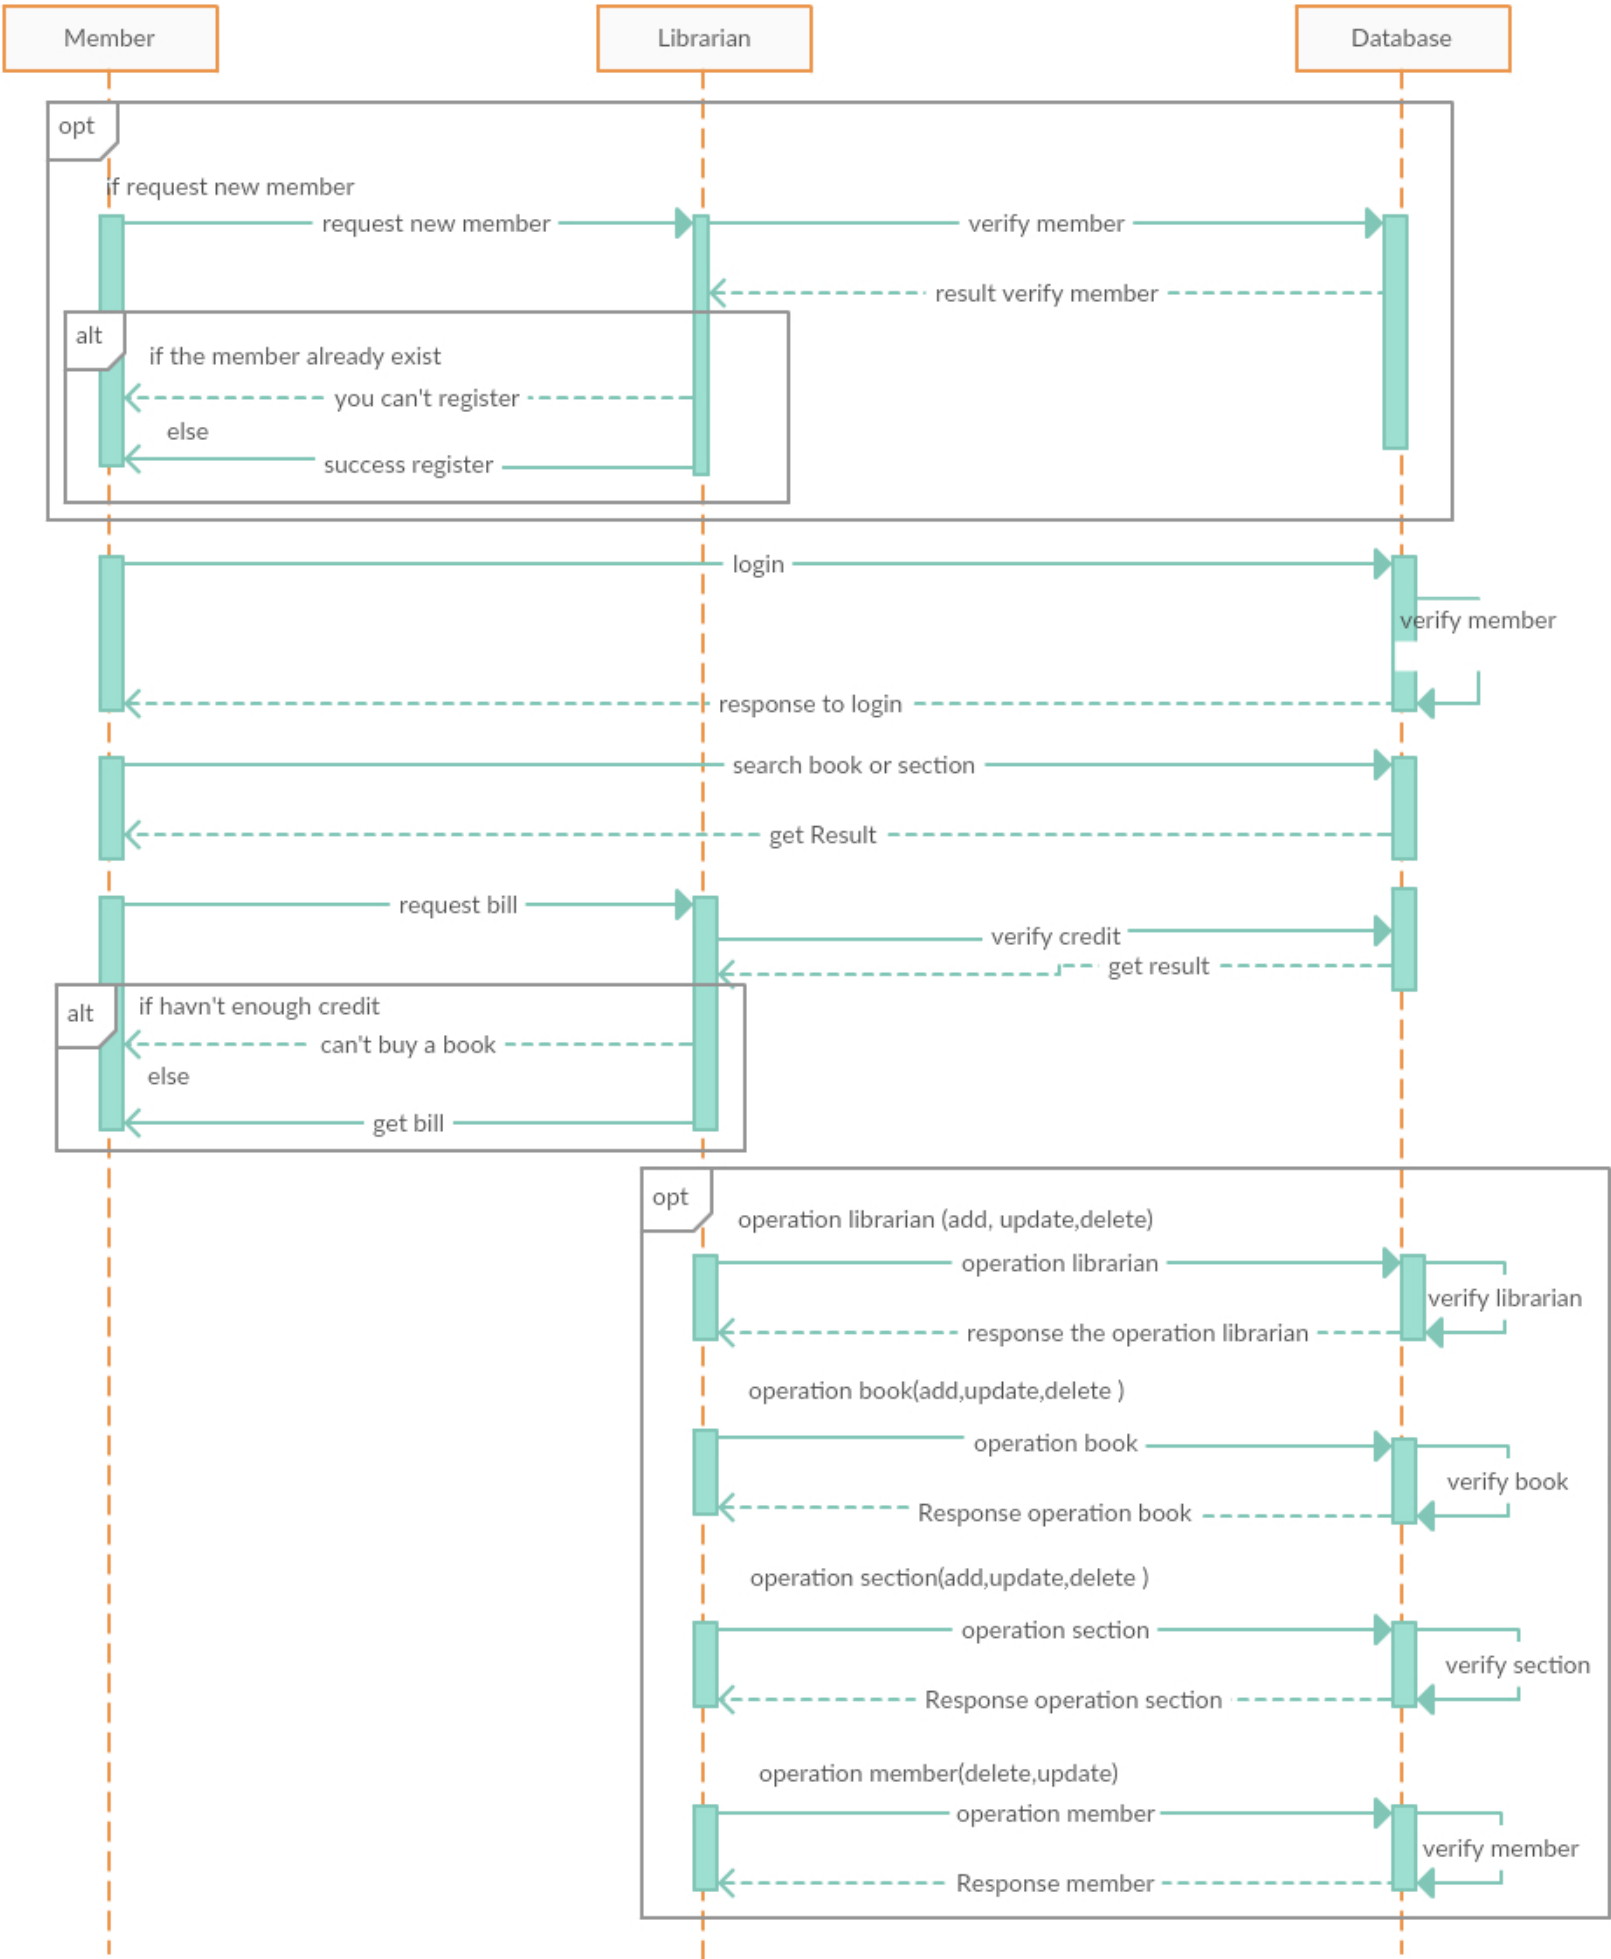 Member
Librarian
Database
opt
if request new member
request new member
verify member
result verify member
alt
if the member already exist
you can't register
else
success register
login
verify member
response to login
search book or section
get Result
request bill
verify credit
get result
alt
if havn't enough credit
can't buy a book
else
get bill
opt
operation librarian (add, update,delete)
operation librarian
verify librarian
response the operation librarian
operation book(add,update,delete )
operation book
verify book
Response operation book
operation section(add,update,delete )
operation section
verify section
Response operation section
operation member(delete,update)
operation member
verify member
Response member